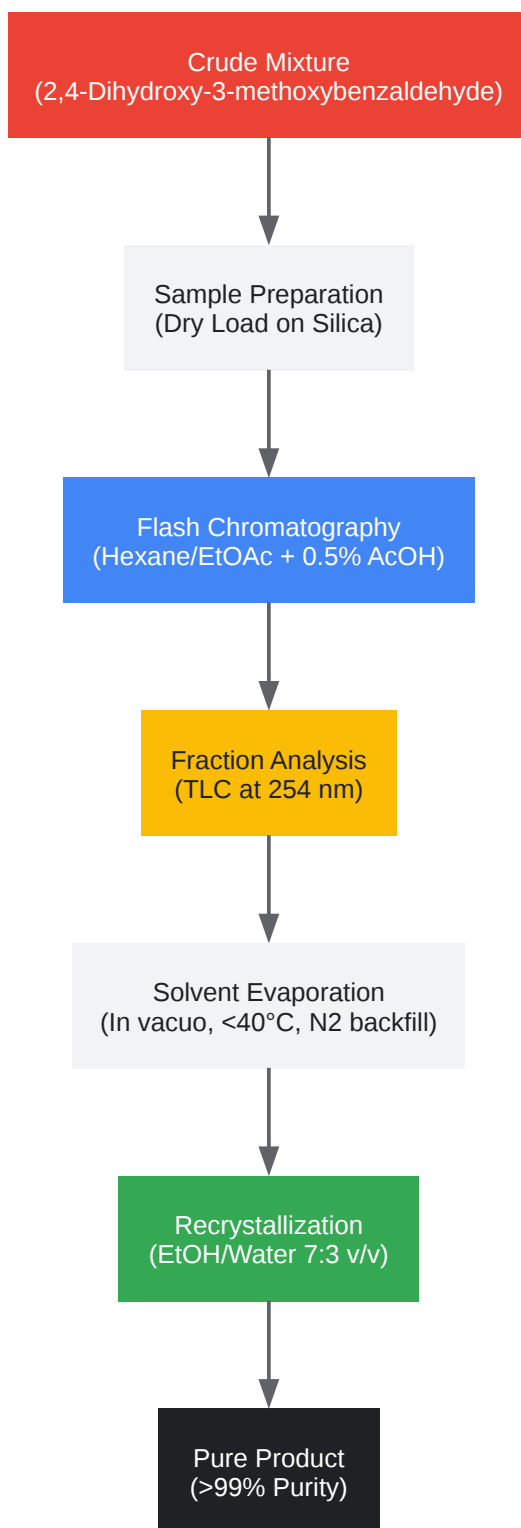 Crude Mixture
(2,4-Dihydroxy-3-methoxybenzaldehyde)
Sample Preparation
(Dry Load on Silica)
Flash Chromatography
(Hexane/EtOAc + 0.5% AcOH)
Fraction Analysis
(TLC at 254 nm)
Solvent Evaporation
(In vacuo, <40°C, N2 backfill)
Recrystallization
(EtOH/Water 7:3 v/v)
Pure Product
(>99% Purity)